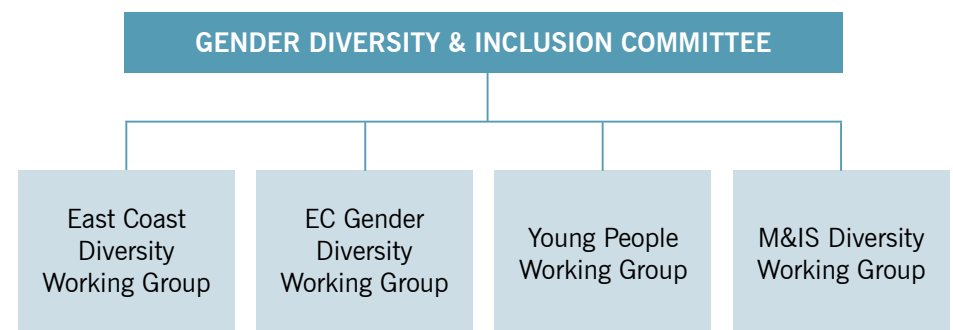 GENDER DIVERSITY & INCLUSION COMMITTEE
East Coast
Diversity
Working Group
EC Gender
Diversity
Working Group
Young People
Working Group
M&IS Diversity
Working Group